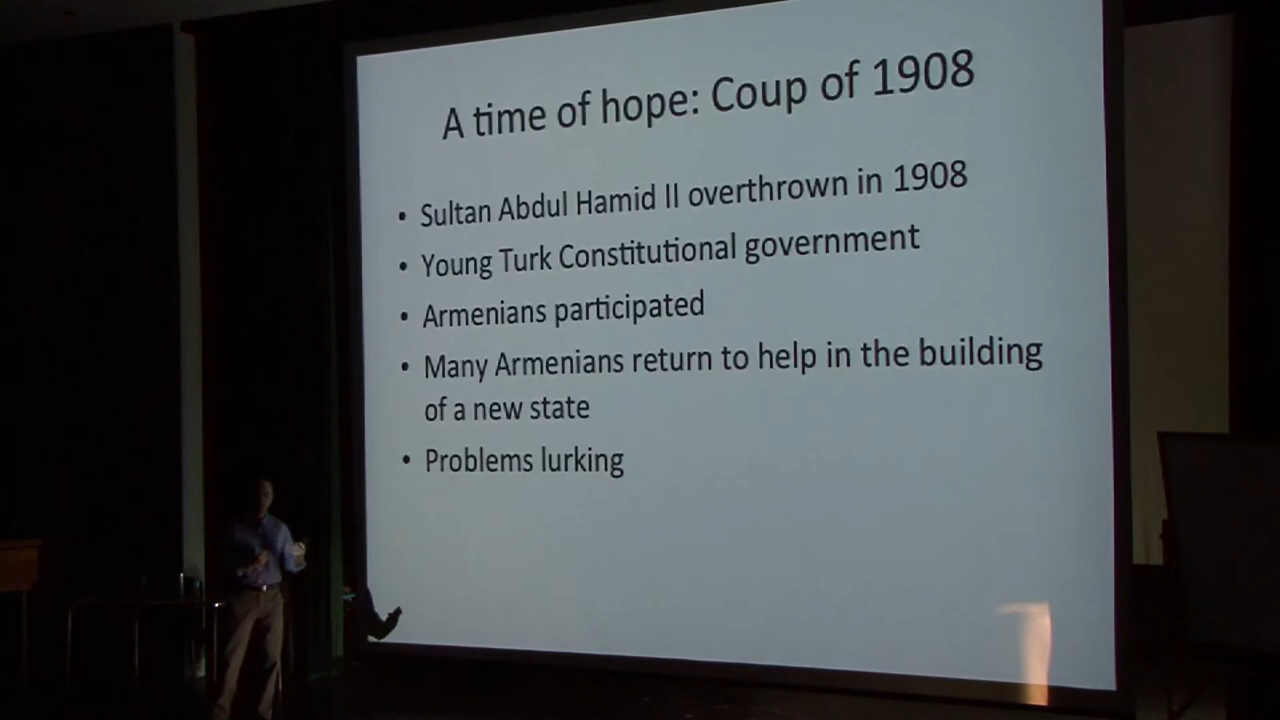 A time of hope: Coup of 1908
• Sultan Abdul Hamid II overthrown in 1908
• Young Turk Constitutional government
• Armenians participated
• Many Armenians return to help in the building
of a new state
• Problems lurking